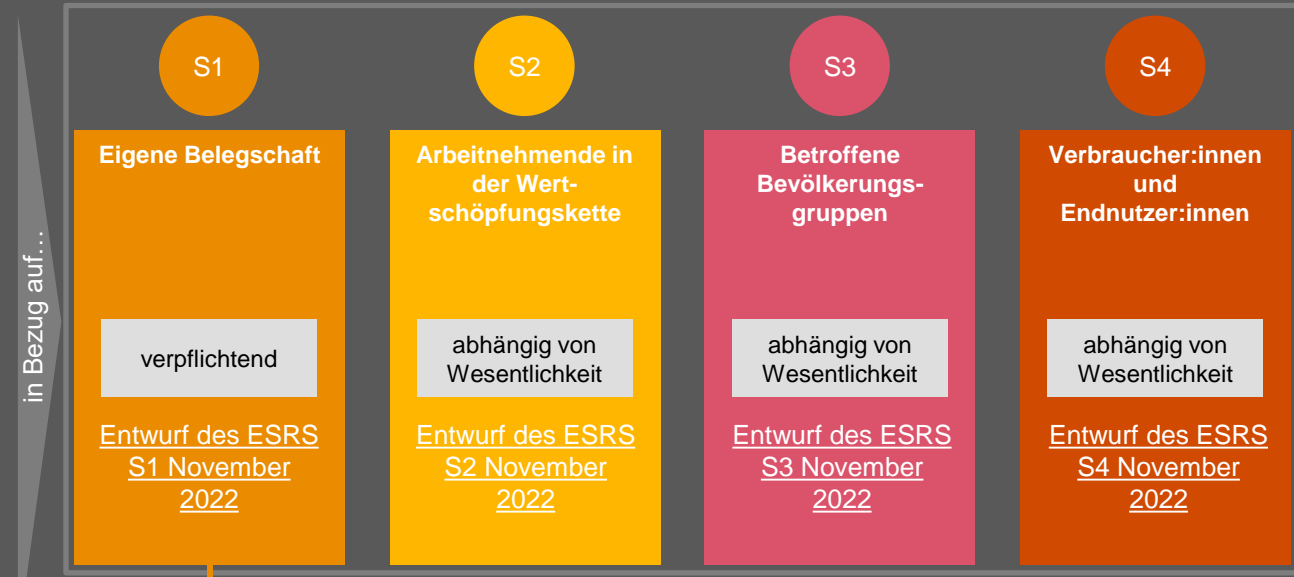 in Bezug auf…
S1
Eigene Belegschaft
verpflichtend
Entwurf des ESRS
S1 November
2022
S2
Arbeitnehmende in
der Wert-
schöpfungskette
abhängig von
Wesentlichkeit
Entwurf des ESRS
S2 November
2022
S3
Betroffene
Bevölkerungs-
gruppen
abhängig von
Wesentlichkeit
Entwurf des ESRS
S3 November
2022
S4
Verbraucher:innen
und
Endnutzer:innen
abhängig von
Wesentlichkeit
Entwurf des ESRS
S4 November
2022